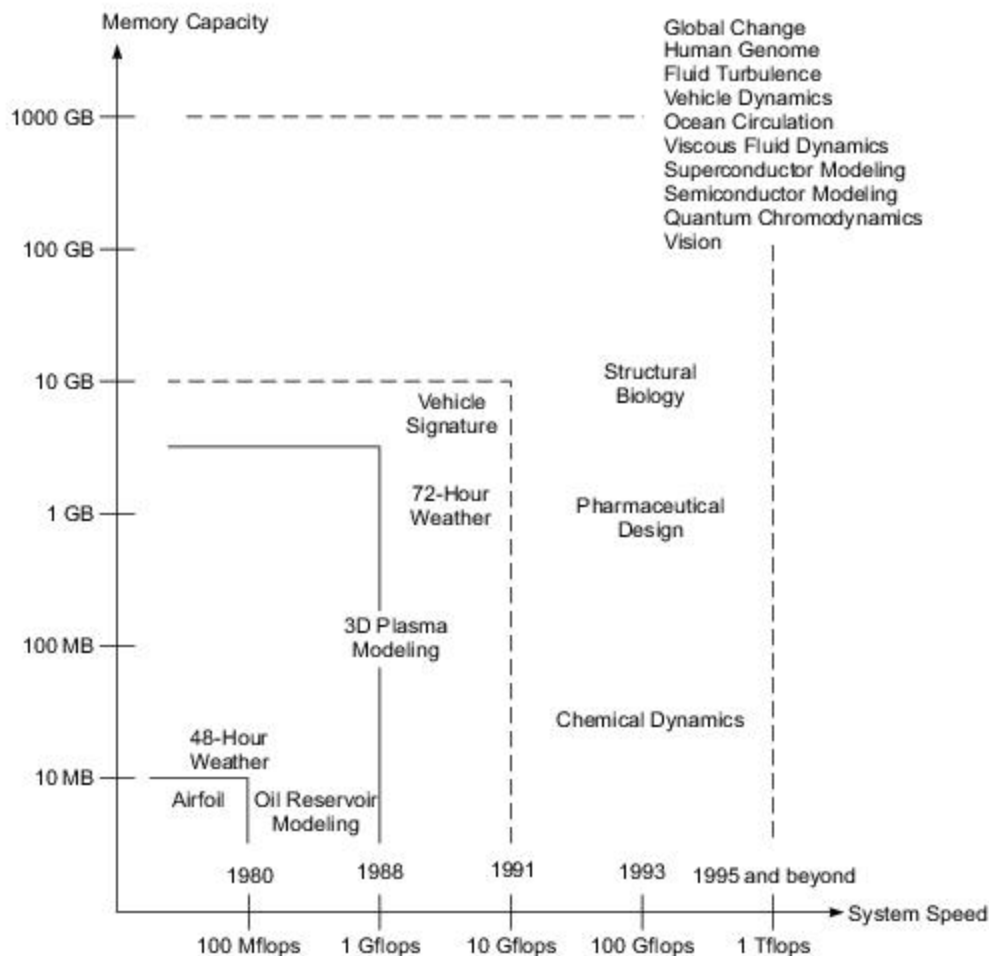 Memory Capacity
Global Change
Human Genome
Fluid Turbulence
Vehicle Dynamics
1000 GB
Ocean Circulation
Viscous Fluid Dynamics
Superconductor Modeling
Semiconductor Modeling
Quantum Chromodynamics
Vision
100 GB
10 GB
Structural
Biology
Vehicle
Signature
72-Hour
Weather
1 GB
Pharmaceutical
Design
3D Plasma
Modeling
100 MB
Chemical Dynamics
48-Hour
Weather
10 MB
Airfoil
Oil Reservoir
Modeling
1980
1988
1991
1993
1995 and beyond
System Speed
100 Mflops
1 Gflops
10 Gflops
100 Gflops
1 Tflops